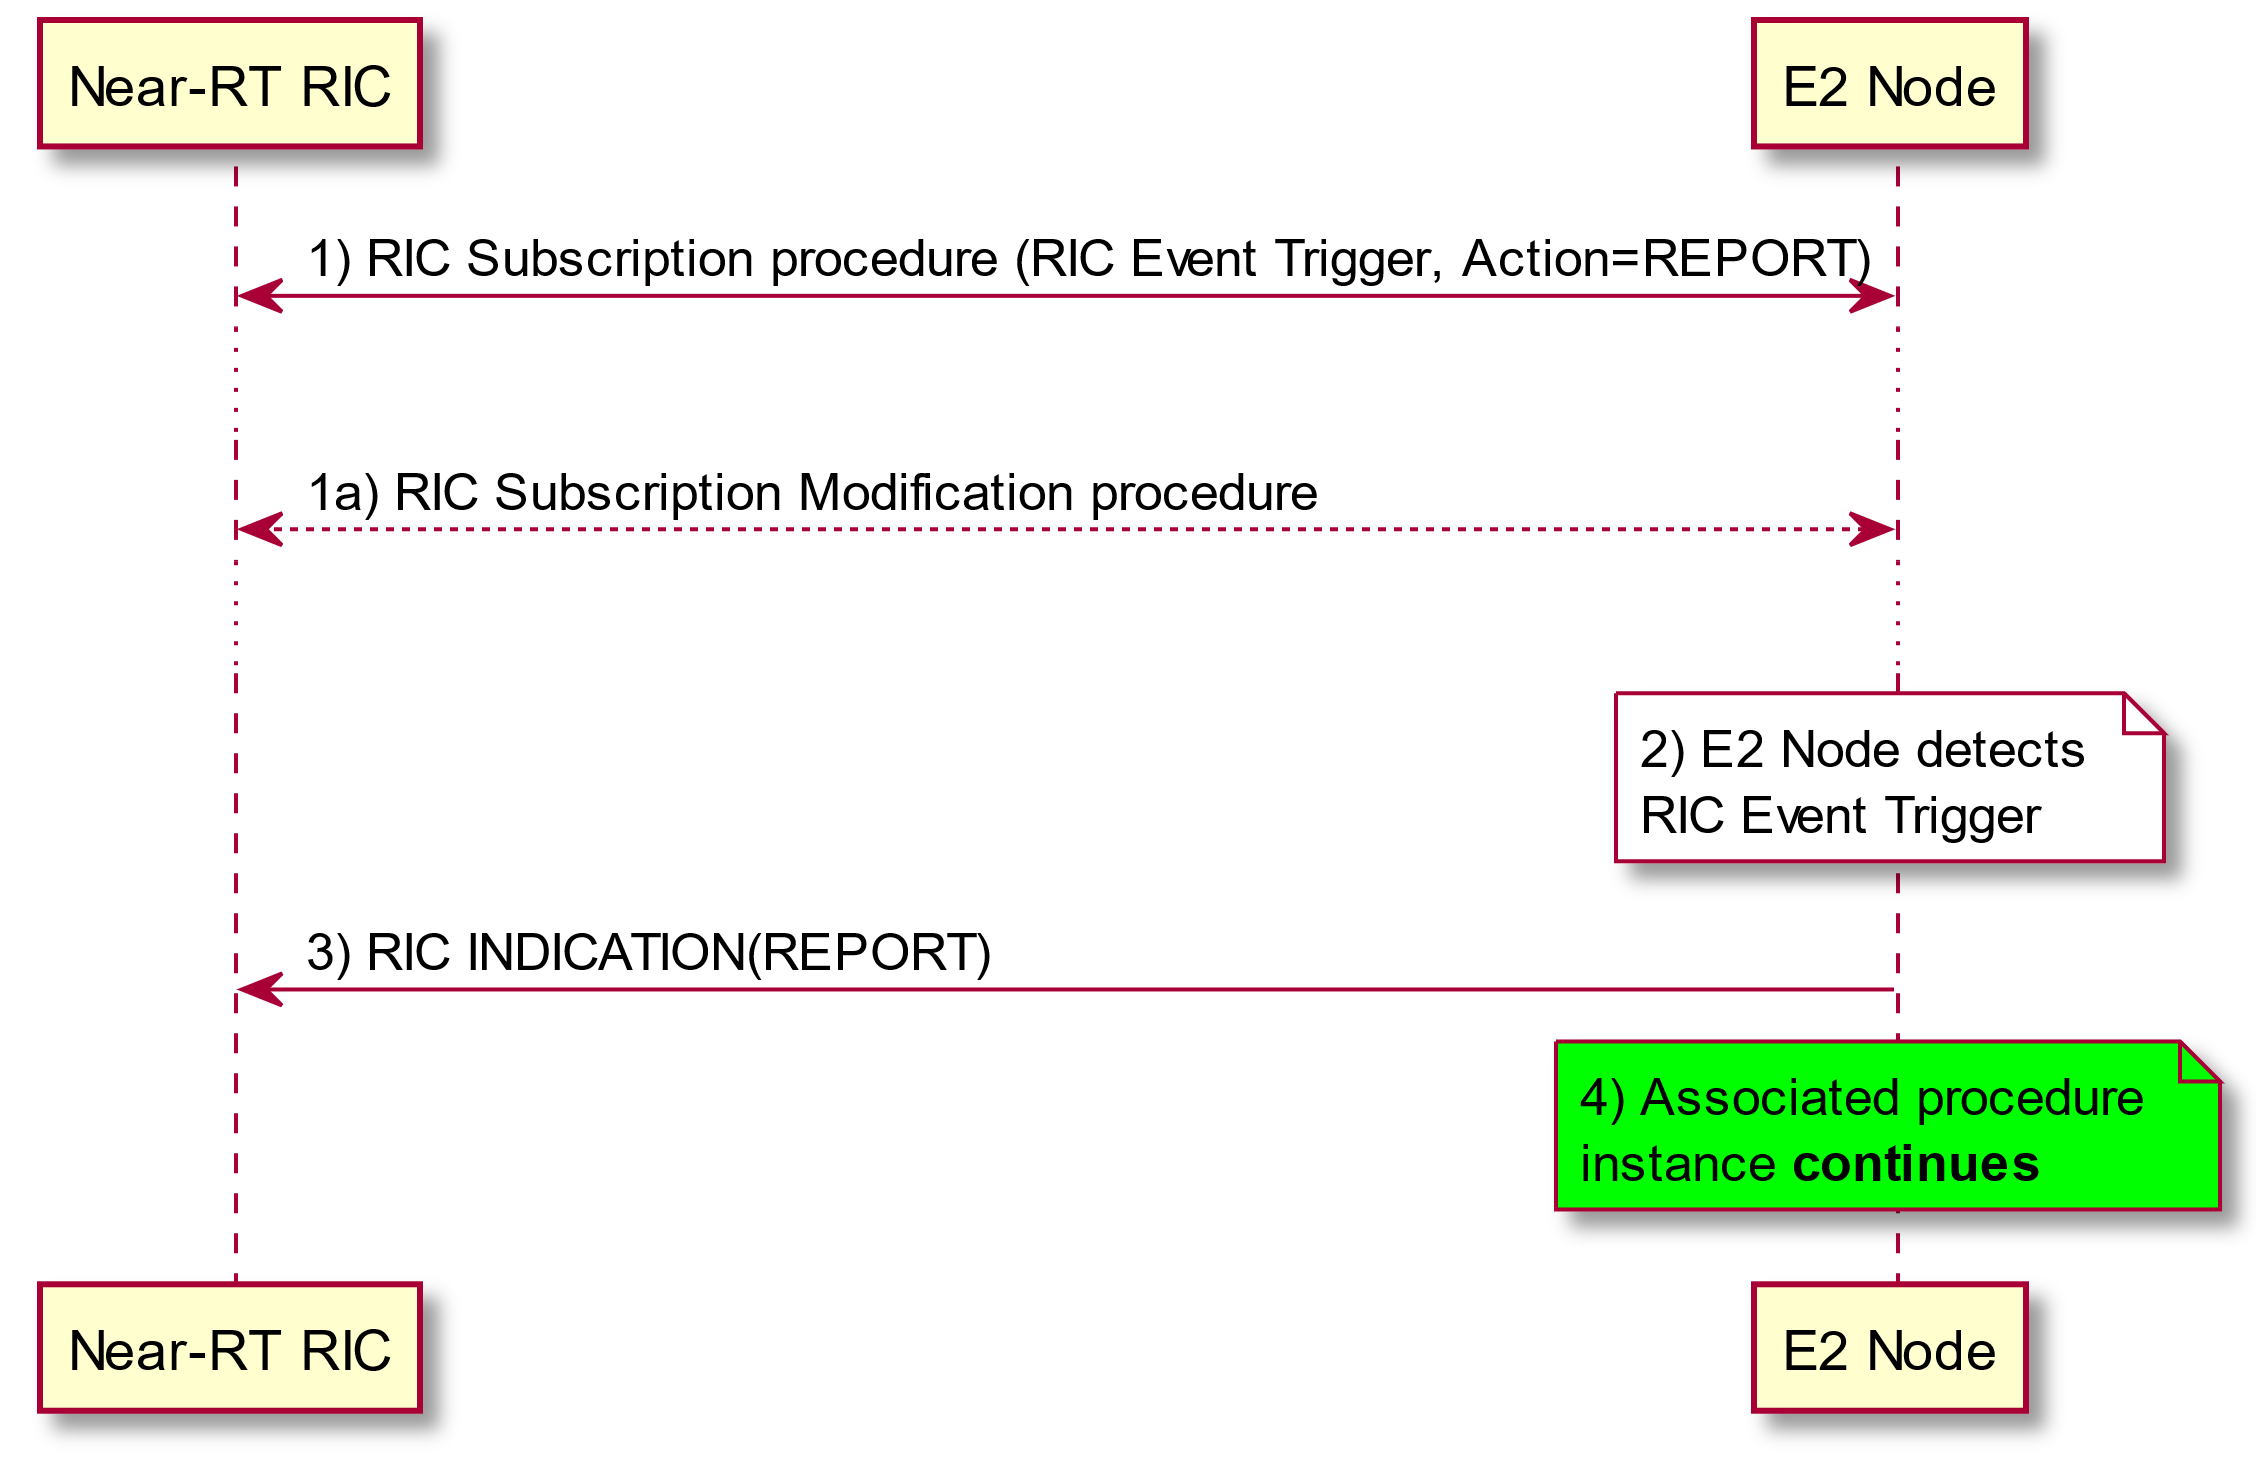 Near-RT RIC
E2 Node
1) RIC Subscription procedure (RIC Event Trigger, Action=REPORT)
1a) RIC Subscription Modification procedure
2) E2 Node detects
RIC Event Trigger
3) RIC INDICATION(REPORT)
4) Associated procedure
instance continues
Near-RT RIC
E2 Node